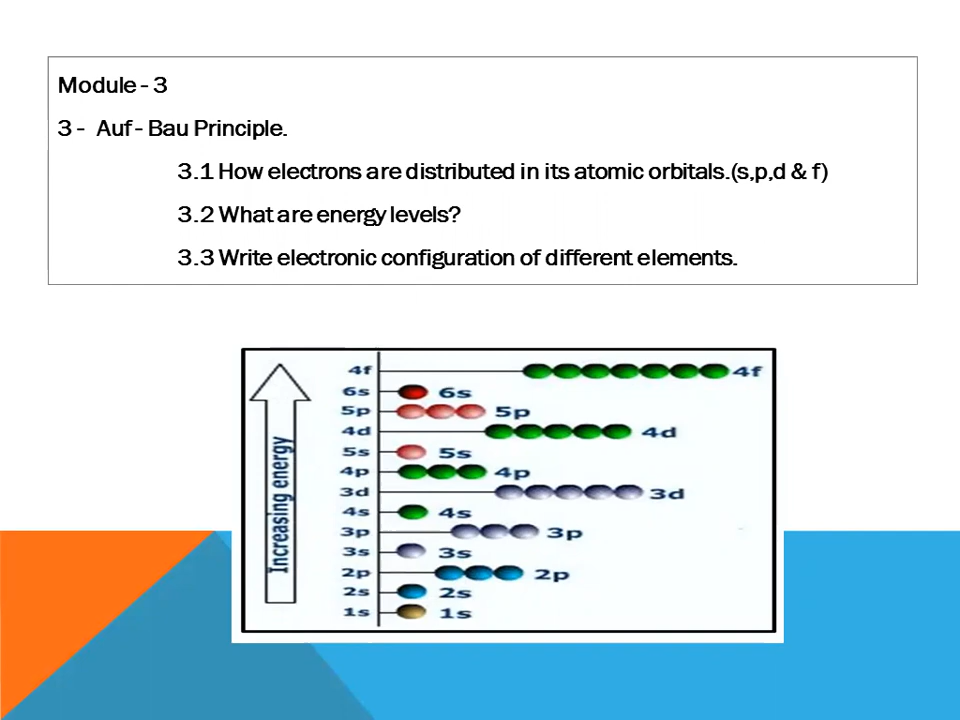 Module - 3
3 - Auf - Bau Principle.
3.1 How electrons are distributed in its atomic orbitals.(s,p,d & f)
3.2 What are energy levels?
3.3 Write electronic configuration of different elements.
Increasing energy
4f 4f
6s 6s
5p 5p
4d 4d
5s 5s
4p 4p
3d 3d
4s 4s
3p 3p
3s 3s
2p 2p
2s 2s
1s 1s